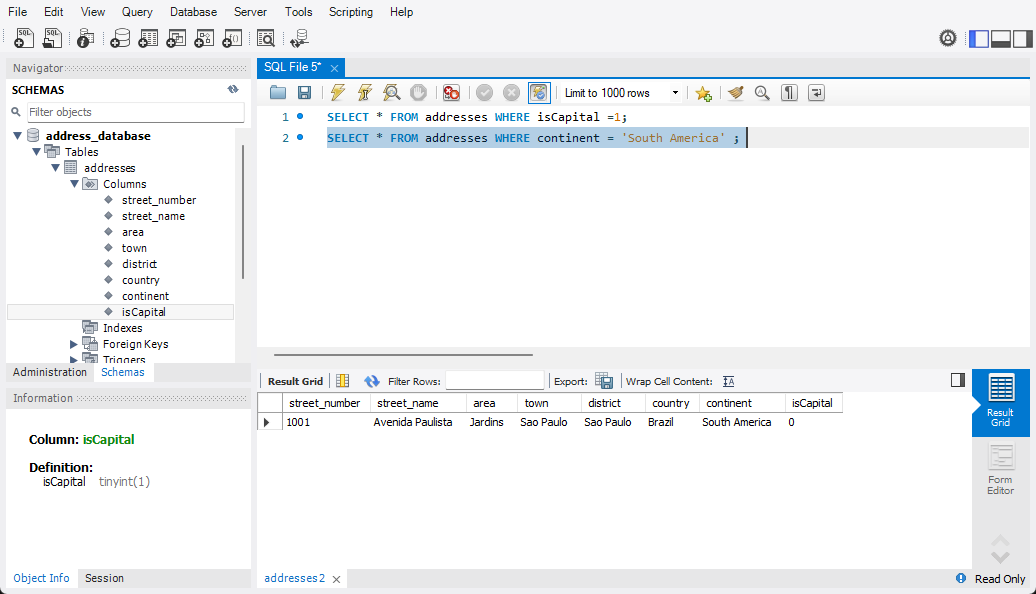 File Edit View Query Database Server Tools Scripting Help
SQL SQL
Navigator
SCHEMAS
Filter objects
address_database
Tables
addresses
Columns
street_number
street_name
area
town
district
country
continent
isCapital
Indexes
Foreign Keys
Triggers
Administration Schemas
Information
Column: isCapital
Definition:
isCapital tinyint(1)
Object Info Session
SQL File 5*
Limit to 1000 rows
1 SELECT * FROM addresses WHERE isCapital =1;
2 SELECT * FROM addresses WHERE continent = 'South America' ;
Result Grid Filter Rows: Export: Wrap Cell Content: IA
street_number street_name area town district country continent isCapital
1001 Avenida Paulista Jardins Sao Paulo Sao Paulo Brazil South America 0
Result
Grid
Form
Editor
addresses2
Read Only